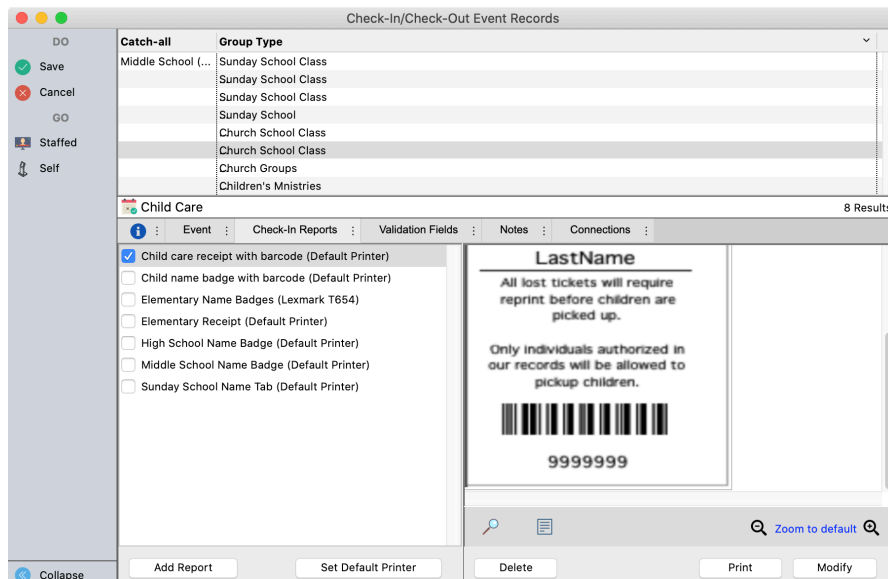 Check-In/Check-Out Event Records
DO
Save
Cancel
GO
Staffed
Self
Collapse
Catch-all Group Type
Middle School (... Sunday School Class
Sunday School Class
Sunday School Class
Sunday School
Church School Class
Church School Class
Church Groups
Children's Mnistries
Child Care 8 Results
Event Check-In Reports Validation Fields Notes Connections
Child care receipt with barcode (Default Printer)
Child name badge with barcode (Default Printer)
Elementary Name Badges (Lexmark T654)
Elementary Receipt (Default Printer)
High School Name Badge (Default Printer)
Middle School Name Badge (Default Printer)
Sunday School Name Tab (Default Printer)
LastName
All lost tickets will require
reprint before children are
picked up.
Only individuals authorized in
our records will be allowed to
pickup children.
9999999
Zoom to default
Add Report Set Default Printer Delete Print Modify